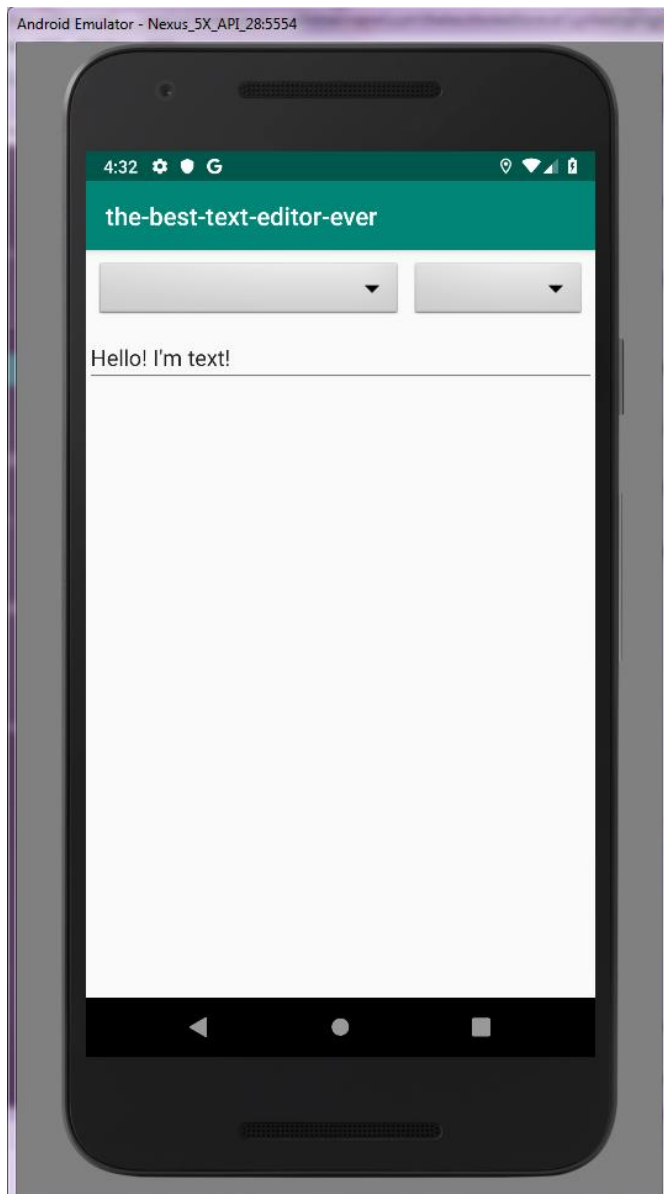 Android Emulator - Nexus_5X_API_28:5554
4:32 G
the-best-text-editor-ever
Hello! I'm text!